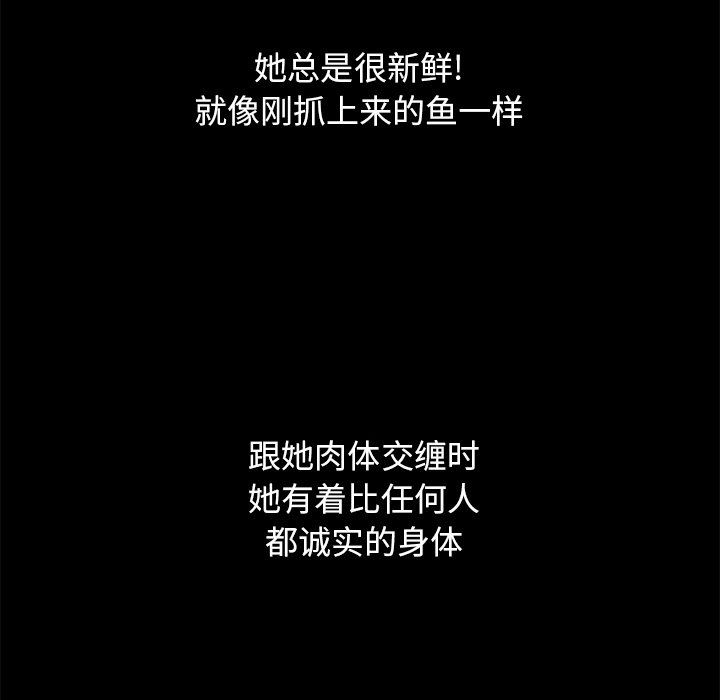 她总是很新鲜!
就像刚抓上来的鱼一样
跟她肉体交缠时
她有着比任何人
都诚实的身体